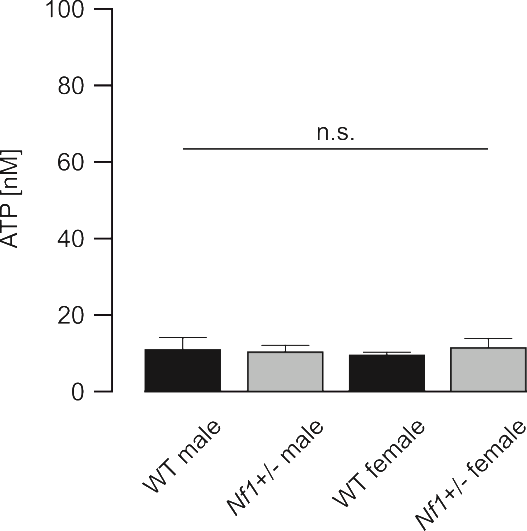 100
80
n.s.
60
ATP [nM]
40
20
0
WT male
Nf1+/- male
WT female
Nf1+/- female